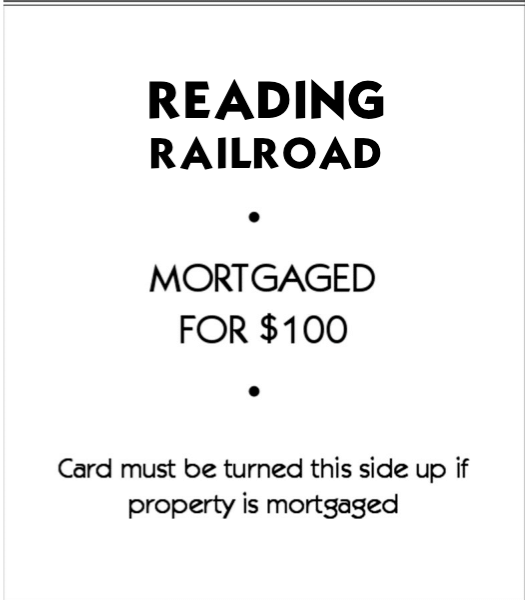 READING
RAILROAD
•
MORTGAGED
FOR $100
•
Card must be turned this side up if
property is mortgaged